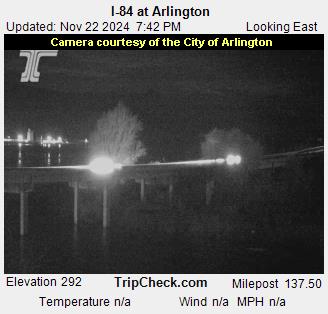 I-84 at Arlington
Updated: Nov 22 2024 7:42 PM Looking East
Camera courtesy of the City of Arlington
Elevation 292 TripCheck.com Milepost 137.50
Temperature n/a Wind n/a MPH n/a